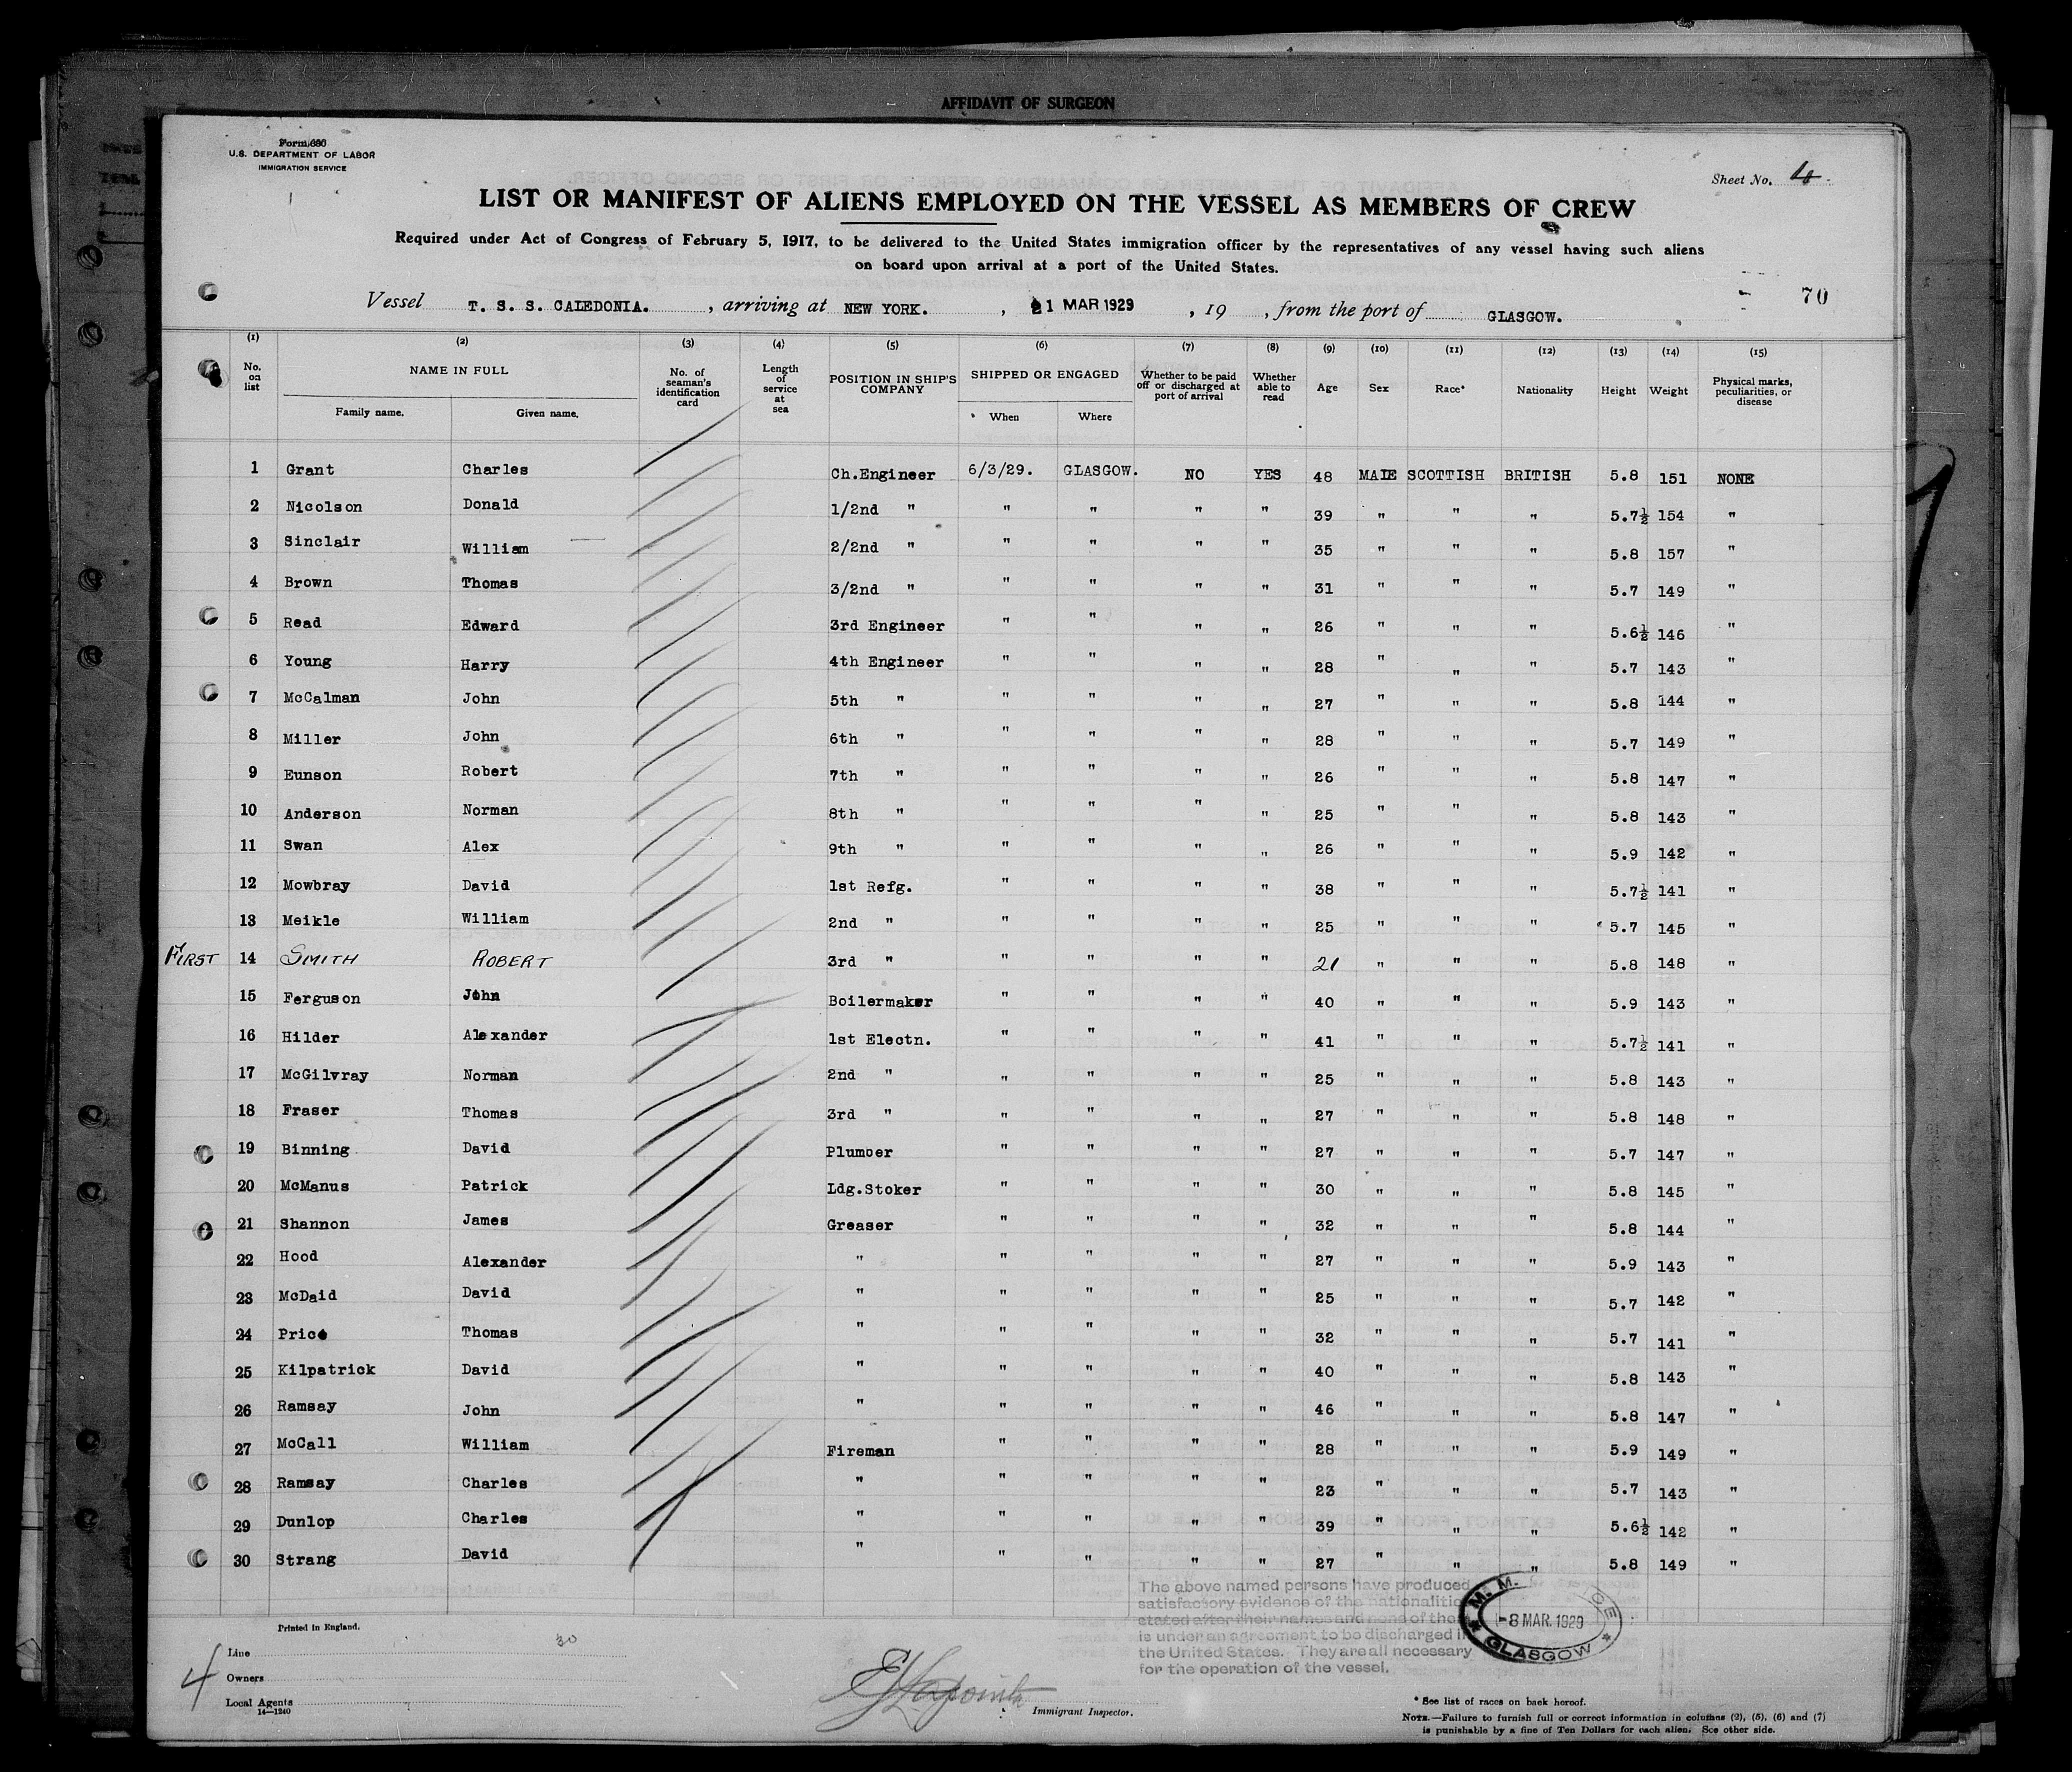 AFFIDAVIT OF SURGEON
Form 680
U.S. DEPARTMENT OF LABOR
IMMIGRATION SERVICE
Sheet No. 4.
LIST OR MANIFEST OF ALIENS EMPLOYED ON THE VESSEL AS MEMBERS OF CREW
Required under Act of Congress of February 5, 1917, to be delivered to the United States immigration officer by the representatives of any vessel having such aliens
on board upon arrival at a port of the United States.
70
Vessel T. S. S. CALEDONIA. , arriving at NEW YORK. , 21 MAR 1929 , 19 , from the port of GLASGOW.
(1) (2) (3) (4) (5) (6) (7) (8) (9) (10) (11) (12) (13) (14) (15)
No. on list NAME IN FULL Family name. Given name. No. of seaman's identification card Length of service at sea POSITION IN SHIP'S COMPANY SHIPPED OR ENGAGED When Where Whether to be paid off or discharged at port of arrival Whether able to read Age Sex Race* Nationality Height Weight Physical marks, peculiarities, or disease
1 Grant Charles Ch.Engineer 6/3/29. GLASGOW. NO YES 48 MALE SCOTTISH BRITISH 5.8 151 NONE
2 Nicolson Donald 1/2nd " " " " " 39 " " " 5.7½ 154 "
3 Sinclair William 2/2nd " " " " " 35 " " " 5.8 157 "
4 Brown Thomas 3/2nd " " " " " 31 " " " 5.7 149 "
5 Read Edward 3rd Engineer " " " " 26 " " " 5.6½ 146 "
6 Young Harry 4th Engineer " " " " 28 " " " 5.7 143 "
7 McCalman John 5th " " " " " 27 " " " 5.8 144 "
8 Miller John 6th " " " " " 28 " " " 5.7 149 "
9 Eunson Robert 7th " " " " " 26 " " " 5.8 147 "
10 Anderson Norman 8th " " " " " 25 " " " 5.8 143 "
11 Swan Alex 9th " " " " " 26 " " " 5.9 142 "
12 Mowbray David 1st Refg. " " " " 38 " " " 5.7½ 141 "
13 Meikle William 2nd " " " " " 25 " " " 5.7 145 "
FIRST 14 SMITH ROBERT 3rd " " " " " 21 " " " 5.8 148 "
15 Ferguson John Boilermaker " " " " 40 " " " 5.9 143 "
16 Hilder Alexander 1st Electn. " " " " 41 " " " 5.7½ 141 "
17 McGilvray Norman 2nd " " " " " 25 " " " 5.8 143 "
18 Fraser Thomas 3rd " " " " " 27 " " " 5.8 148 "
19 Binning David Plumber " " " " 27 " " " 5.7 147 "
20 McManus Patrick Ldg.Stoker " " " " 30 " " " 5.8 145 "
21 Shannon James Greaser " " " " 32 " " " 5.8 144 "
22 Hood Alexander " " " " " 27 " " " 5.9 143 "
23 McDaid David " " " " " 25 " " " 5.7 142 "
24 Price Thomas " " " " " 32 " " " 5.7 141 "
25 Kilpatrick David " " " " " 40 " " " 5.8 143 "
26 Ramsay John " " " " " 46 " " " 5.8 147 "
27 McCall William Fireman " " " " 28 " " " 5.9 149 "
28 Ramsay Charles " " " " " 23 " " " 5.7 143 "
29 Dunlop Charles " " " " " 39 " " " 5.6½ 142 "
30 Strang David " " " " " 27 " " " 5.8 149 "
The above named persons have produced
satisfactory evidence of the
stated after their names and none of them
is under an agreement to be discharged in
the United States. They are all necessary
for the operation of the vessel.
M. M. O.
-8 MAR. 1929
GLASGOW
Printed in England.
30
Line
4
Owners
Local Agents
14—1240
Immigrant Inspector.
* See list of races on back hereof.
NOTE.—Failure to furnish full or correct information in columns (2), (5), (6) and (7)
is punishable by a fine of Ten Dollars for each alien. See other side.